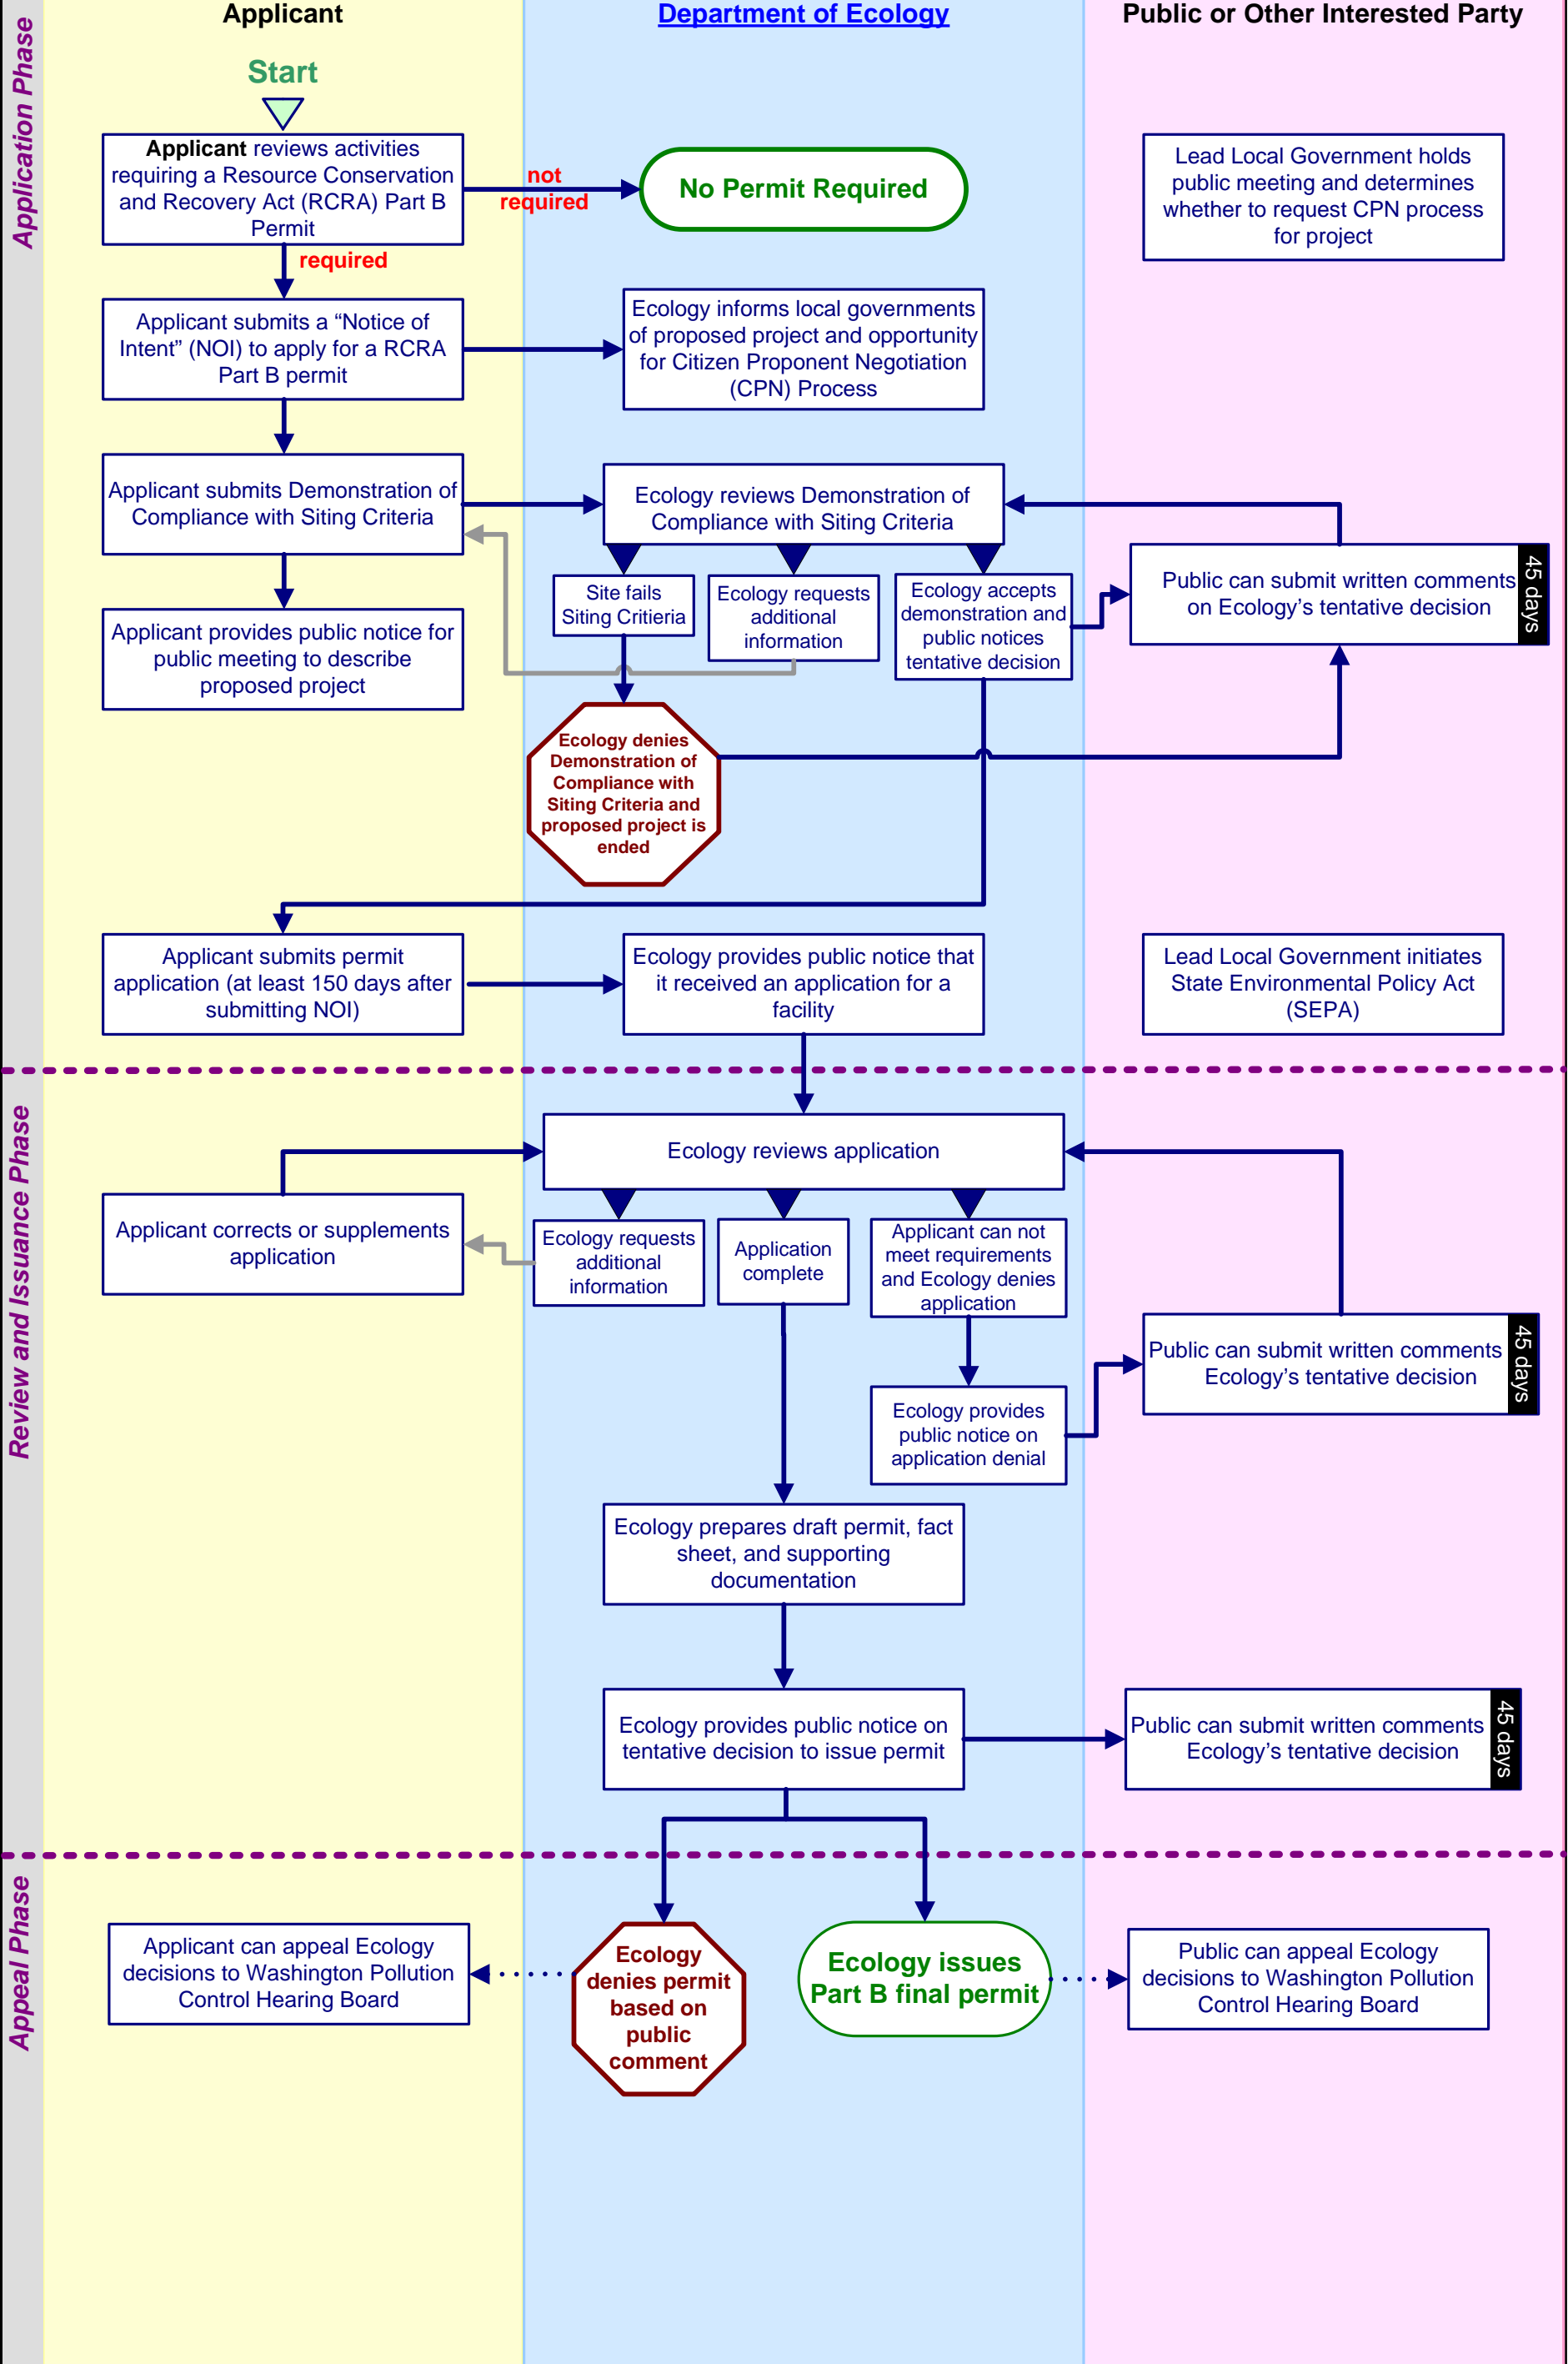 Applicant
Department of Ecology
Public or Other Interested Party
Application Phase
Start
Applicant reviews activities
requiring a Resource Conservation
and Recovery Act (RCRA) Part B
Permit
not
required
No Permit Required
Lead Local Government holds
public meeting and determines
whether to request CPN process
for project
required
Applicant submits a “Notice of
Intent” (NOI) to apply for a RCRA
Part B permit
Ecology informs local governments
of proposed project and opportunity
for Citizen Proponent Negotiation
(CPN) Process
Applicant submits Demonstration of
Compliance with Siting Criteria
Ecology reviews Demonstration of
Compliance with Siting Criteria
Site fails
Siting Critieria
Ecology requests
additional
information
Ecology accepts
demonstration and
public notices
tentative decision
Public can submit written comments
on Ecology’s tentative decision
45 days
Applicant provides public notice for
public meeting to describe
proposed project
Ecology denies
Demonstration of
Compliance with
Siting Criteria and
proposed project is
ended
Applicant submits permit
application (at least 150 days after
submitting NOI)
Ecology provides public notice that
it received an application for a
facility
Lead Local Government initiates
State Environmental Policy Act
(SEPA)
Review and Issuance Phase
Ecology reviews application
Applicant corrects or supplements
application
Ecology requests
additional
information
Application
complete
Applicant can not
meet requirements
and Ecology denies
application
Public can submit written comments
Ecology’s tentative decision
45 days
Ecology provides
public notice on
application denial
Ecology prepares draft permit, fact
sheet, and supporting
documentation
Ecology provides public notice on
tentative decision to issue permit
Public can submit written comments
Ecology’s tentative decision
45 days
Appeal Phase
Applicant can appeal Ecology
decisions to Washington Pollution
Control Hearing Board
Ecology
denies permit
based on
public
comment
Ecology issues
Part B final permit
Public can appeal Ecology
decisions to Washington Pollution
Control Hearing Board